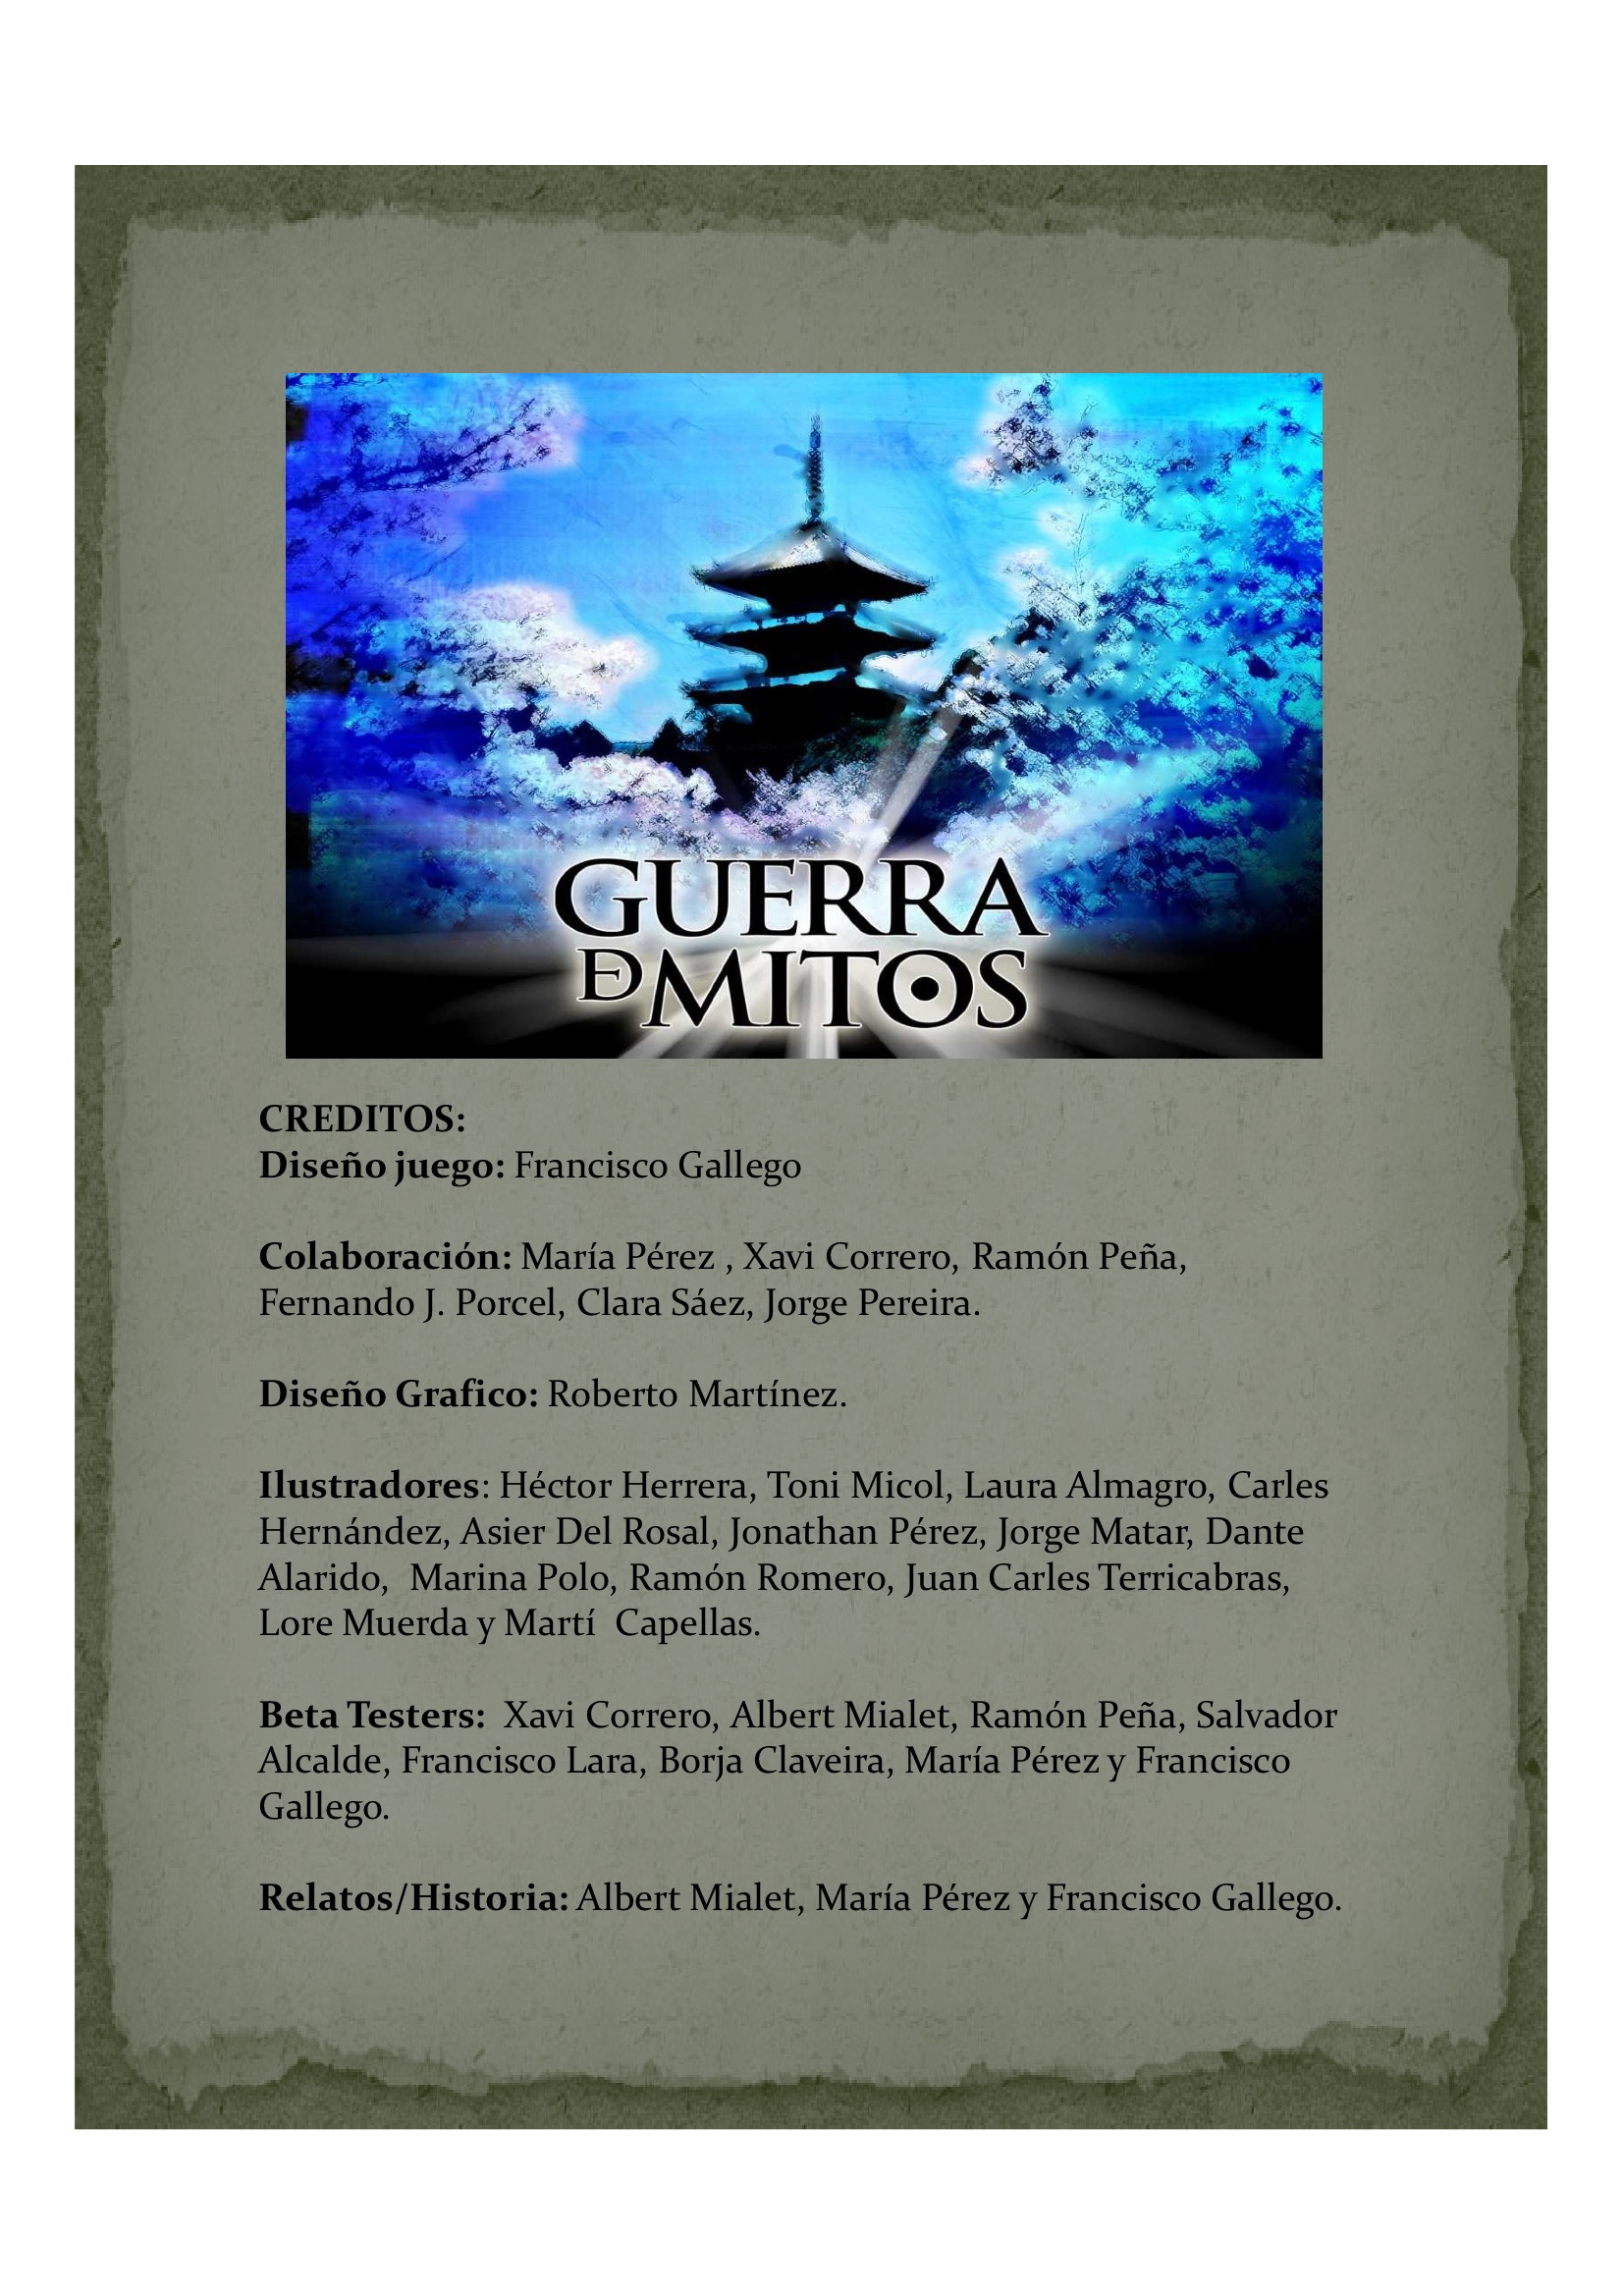 GUERRA
DE MITOS
CREDITOS:
Diseño juego: Francisco Gallego
Colaboración: María Pérez , Xavi Correro, Ramón Peña,
Fernando J. Porcel, Clara Sáez, Jorge Pereira.
Diseño Grafico: Roberto Martínez.
Ilustradores: Héctor Herrera, Toni Micol, Laura Almagro, Carles
Hernández, Asier Del Rosal, Jonathan Pérez, Jorge Matar, Dante
Alarido,  Marina Polo, Ramón Romero, Juan Carles Terricabras,
Lore Muerda y Martí  Capellas.
Beta Testers:  Xavi Correro, Albert Mialet, Ramón Peña, Salvador
Alcalde, Francisco Lara, Borja Claveira, María Pérez y Francisco
Gallego.
Relatos/Historia: Albert Mialet, María Pérez y Francisco Gallego.